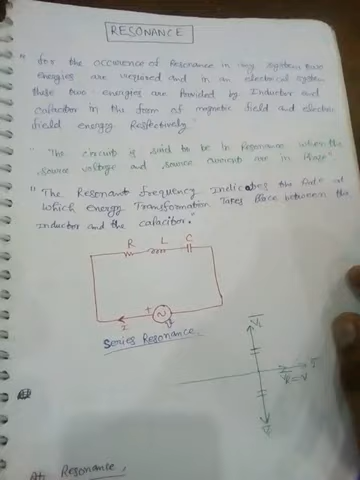 RESONANCE
" For the occurence of Resonance in any system two
energies are required and in an electrical system
these two energies are Provided by Inductor and
capacitor in the form of magnetic field and electric
field energy Respectively."
" The circuit is said to be in Resonance when the
source voltage and source current are in Phase"
" The Resonant frequency Indicates the Rate at
which energy Transformation Takes Place between the
inductor and the capacitor."
R L C
I + ~
Series Resonance.
At Resonance,